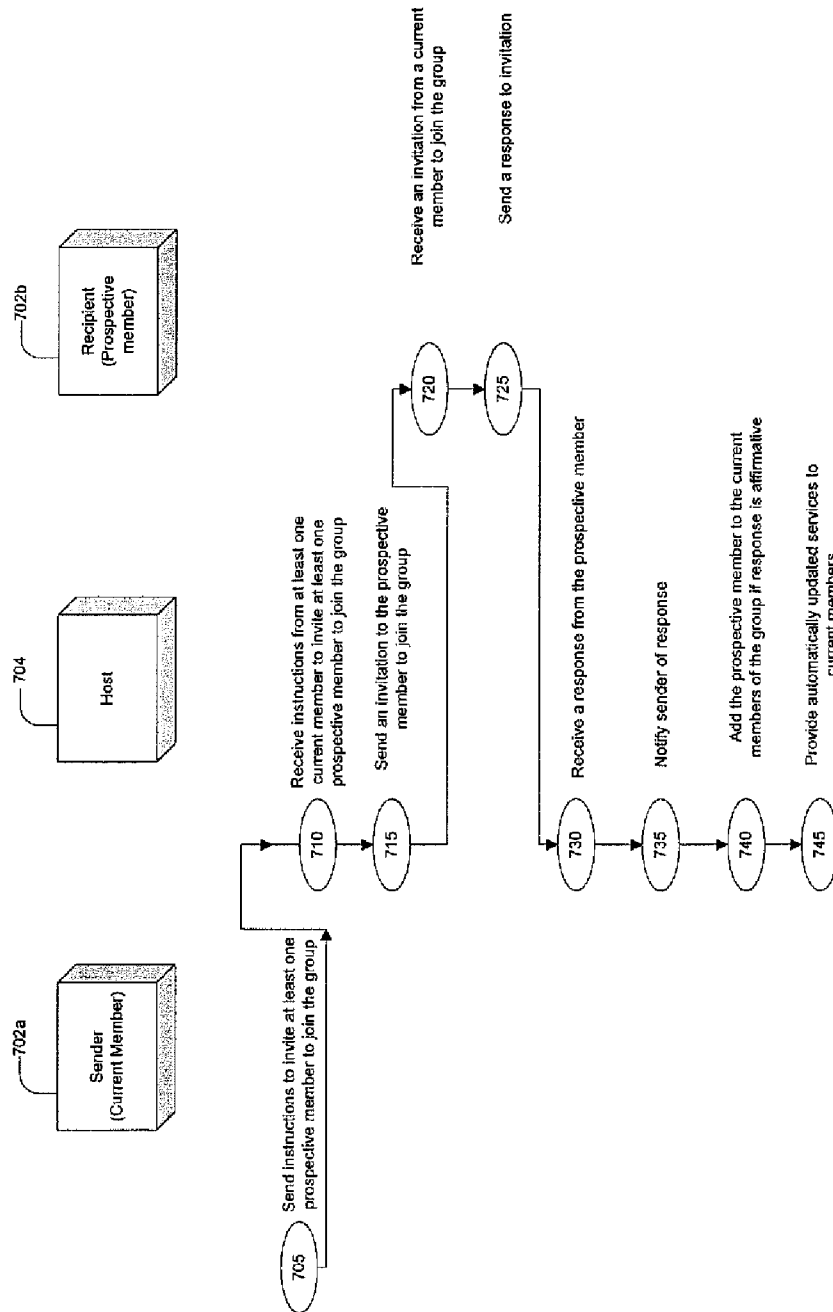 702a
Sender
(Current Member)
704
Host
702b
Recipient
(Prospective
member)
705
Send instructions to invite at least one
prospective member to join the group
710
Receive instructions from at least one
current member to invite at least one
prospective member to join the group
715
Send an invitation to the prospective
member to join the group
720
Receive an invitation from a current
member to join the group
725
Send a response to invitation
730
Receive a response from the prospective member
735
Notify sender of response
740
Add the prospective member to the current
members of the group if response is affirmative
745
Provide automatically updated services to
current members